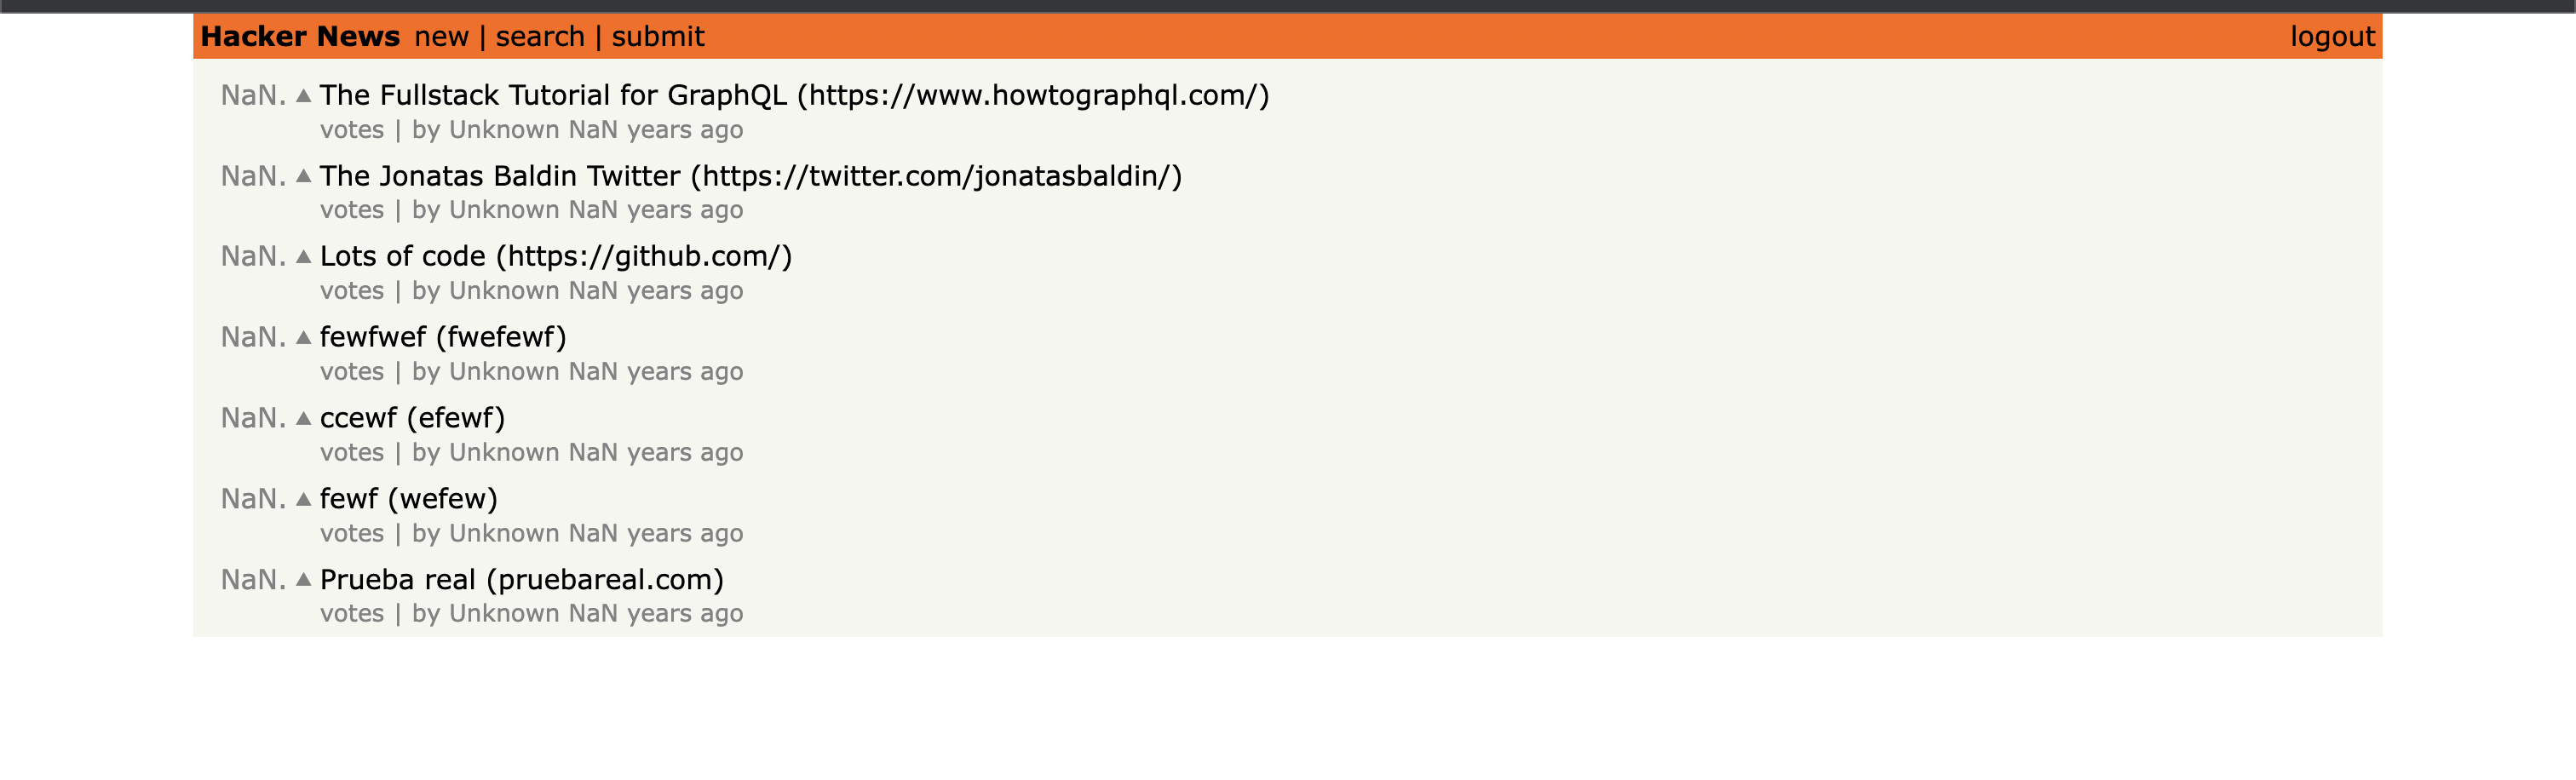 Hacker News new | search | submit logout
NaN. ▲ The Fullstack Tutorial for GraphQL (https://www.howtographql.com/)
votes | by Unknown NaN years ago
NaN. ▲ The Jonatas Baldin Twitter (https://twitter.com/jonatasbaldin/)
votes | by Unknown NaN years ago
NaN. ▲ Lots of code (https://github.com/)
votes | by Unknown NaN years ago
NaN. ▲ fewfwef (fwefewf)
votes | by Unknown NaN years ago
NaN. ▲ ccewf (efewf)
votes | by Unknown NaN years ago
NaN. ▲ fewf (wefew)
votes | by Unknown NaN years ago
NaN. ▲ Prueba real (pruebareal.com)
votes | by Unknown NaN years ago